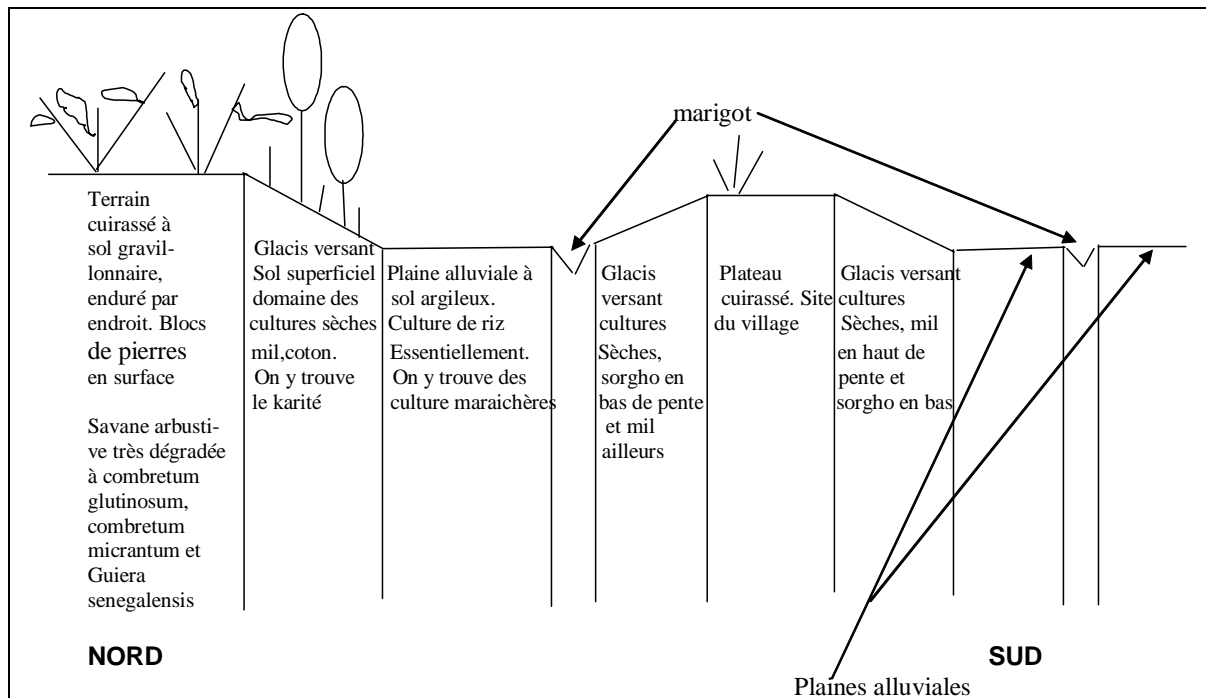 marigot
Terrain
cuirassé à
sol gravil-
lonnaire,
enduré par
endroit. Blocs
de pierres
en surface
Savane arbusti-
ve très dégradée
à combretum
glutinosum,
combretum
micrantum et
Guiera
senegalensis
Glacis versant
Sol superficiel
domaine des
cultures sèches
mil,coton.
On y trouve
le karité
Plaine alluviale à
sol argileux.
Culture de riz
Essentiellement.
On y trouve des
culture maraichères
Glacis
versant
cultures
Sèches,
sorgho en
bas de pente
et mil
ailleurs
Plateau
cuirassé. Site
du village
Glacis versant
cultures
Sèches, mil
en haut de
pente et
sorgho en bas
NORD
SUD
Plaines alluviales